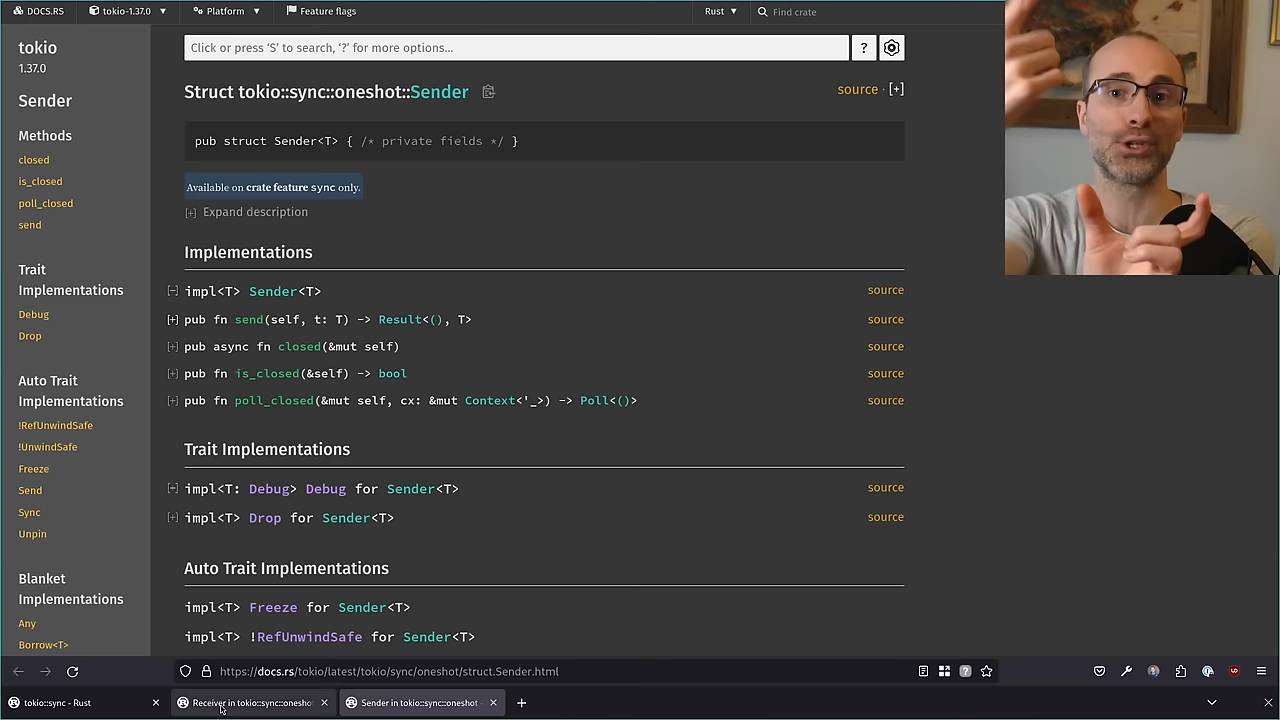 DOCS.RS tokio-1.37.0 Platform Feature flags Rust Find crate
tokio
1.37.0
Sender
Methods
closed
is_closed
poll_closed
send
Trait
Implementations
Debug
Drop
Auto Trait
Implementations
!RefUnwindSafe
!UnwindSafe
Freeze
Send
Sync
Unpin
Blanket
Implementations
Any
Borrow<T>
Click or press ‘S’ to search, ‘?’ for more options…
?
Struct tokio::sync::oneshot::Sender source · [+]
pub struct Sender<T> { /* private fields */ }
Available on crate feature sync only.
[+] Expand description
Implementations
[-] impl<T> Sender<T> source
[+] pub fn send(self, t: T) -> Result<(), T> source
[+] pub async fn closed(&mut self) source
[+] pub fn is_closed(&self) -> bool source
[+] pub fn poll_closed(&mut self, cx: &mut Context<'_>) -> Poll<()> source
Trait Implementations
[+] impl<T: Debug> Debug for Sender<T> source
[+] impl<T> Drop for Sender<T> source
Auto Trait Implementations
impl<T> Freeze for Sender<T>
impl<T> !RefUnwindSafe for Sender<T>
https://docs.rs/tokio/latest/tokio/sync/oneshot/struct.Sender.html
tokio::sync - Rust Receiver in tokio::sync::oneshot Sender in tokio::sync::oneshot -